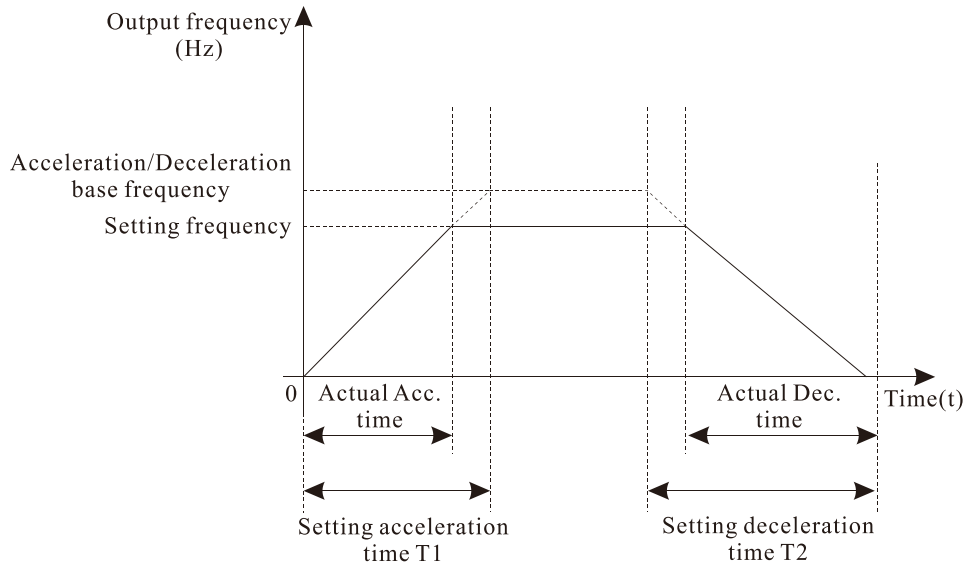 Output frequency
(Hz)
Acceleration/Deceleration
base frequency
Setting frequency
0
Actual Acc.
time
Actual Dec.
time
Time(t)
Setting acceleration
time T1
Setting deceleration
time T2